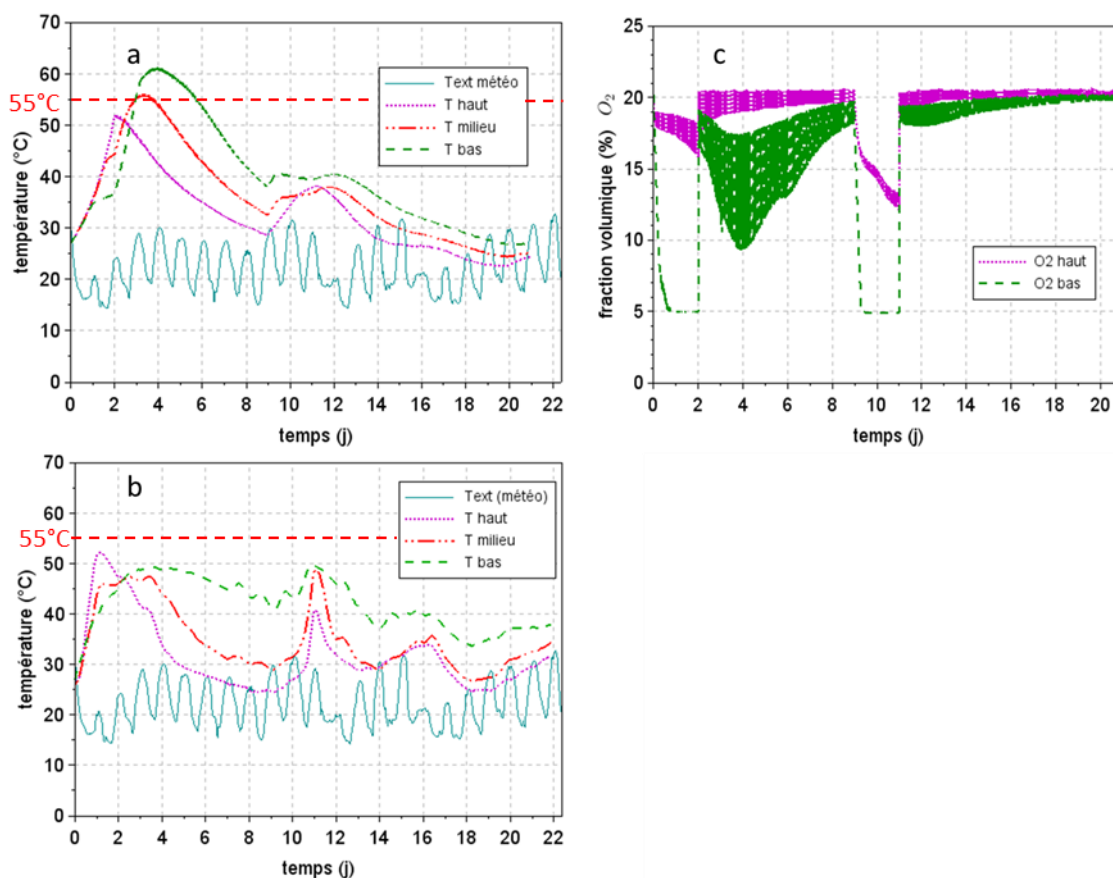 a
température (°C)
70
60
50
40
30
20
10
0
55°C
Text météo
T haut
T milieu
T bas
0 2 4 6 8 10 12 14 16 18 20 22
temps (j)
c
fraction volumique (%) O₂
25
20
15
10
5
0
O2 haut
O2 bas
0 2 4 6 8 10 12 14 16 18 20
temps (j)
b
température (°C)
70
60
50
40
30
20
10
0
55°C
Text (météo)
T haut
T milieu
T bas
0 2 4 6 8 10 12 14 16 18 20 22
temps (j)